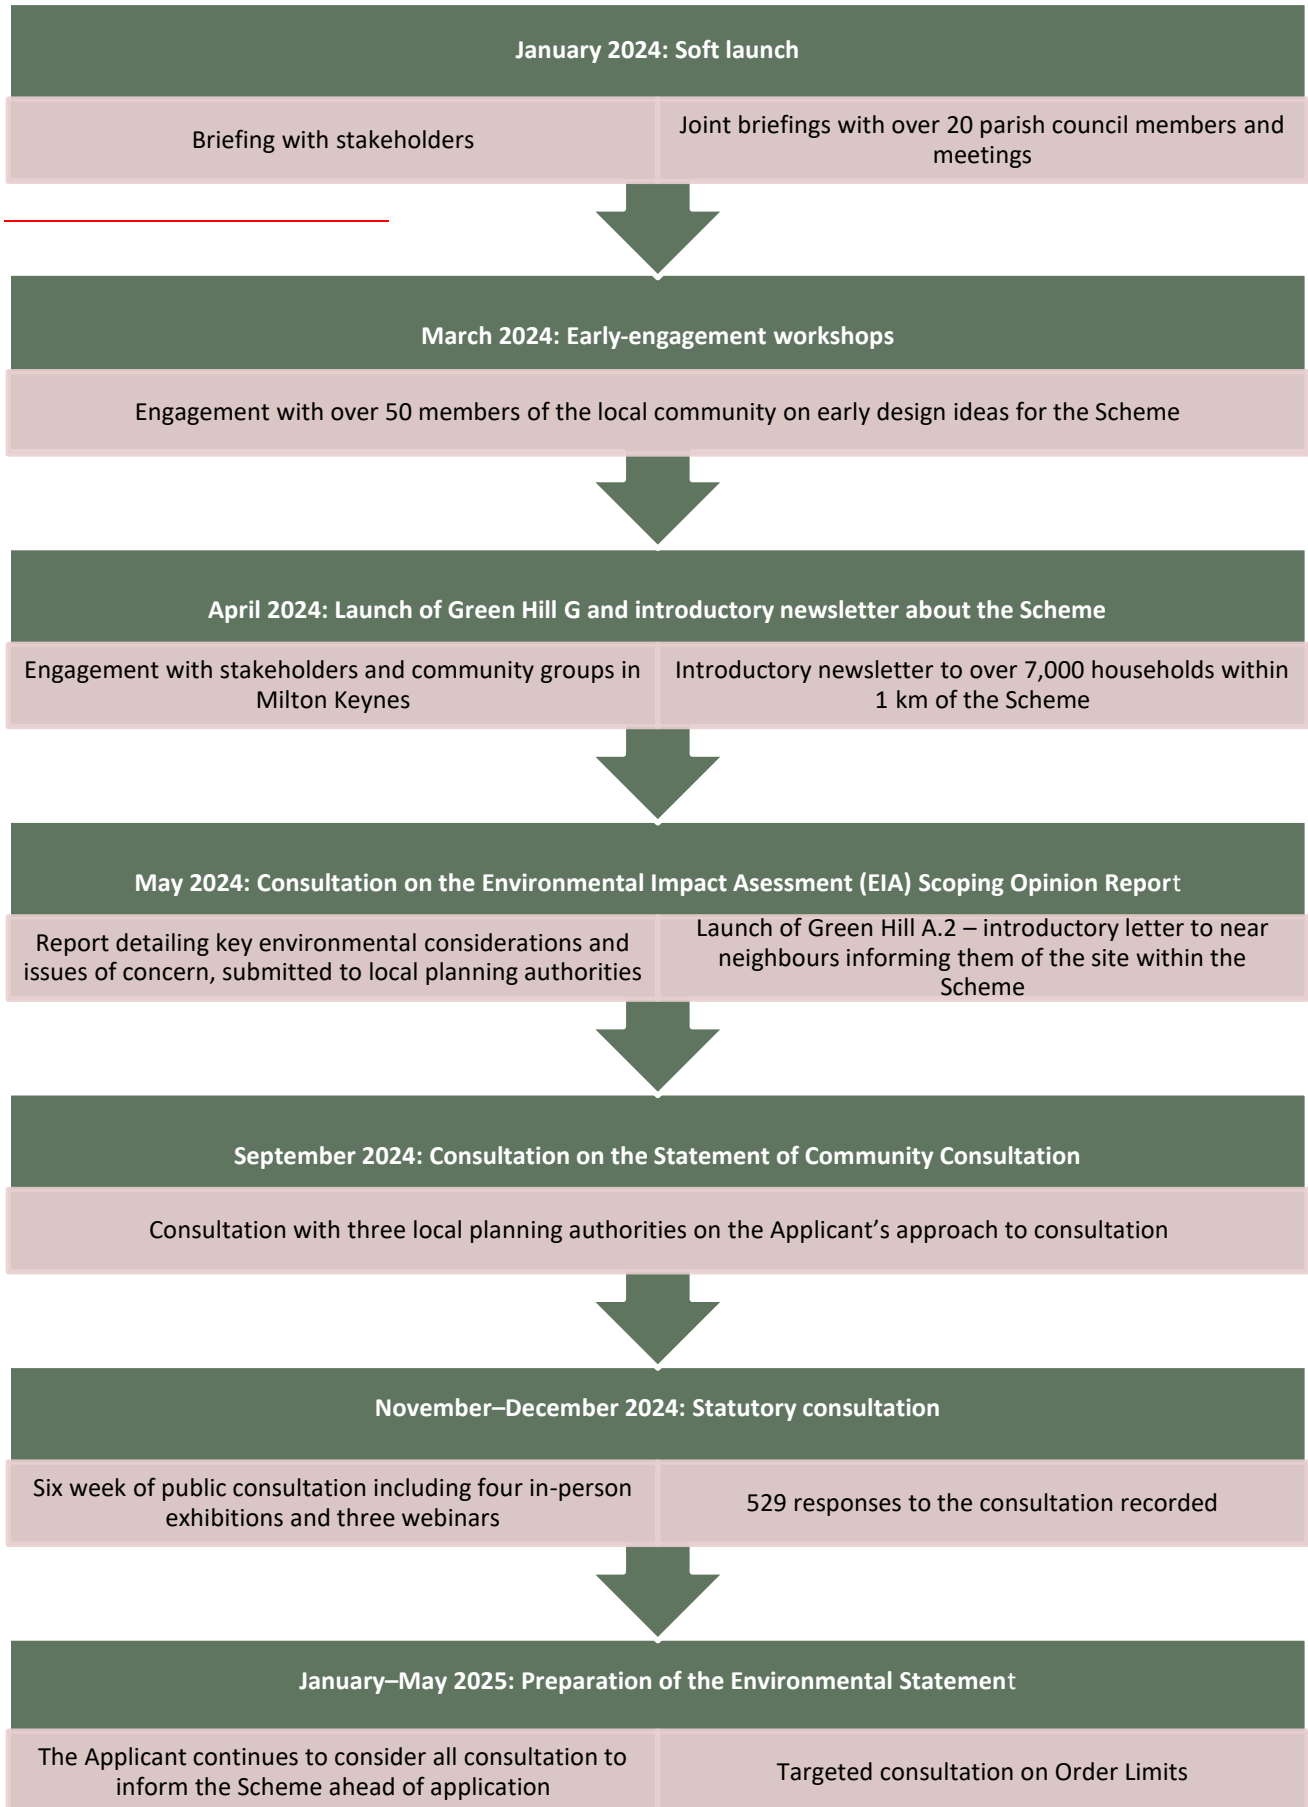 January 2024: Soft launch
Briefing with stakeholders
Joint briefings with over 20 parish council members and
meetings
March 2024: Early-engagement workshops
Engagement with over 50 members of the local community on early design ideas for the Scheme
April 2024: Launch of Green Hill G and introductory newsletter about the Scheme
Engagement with stakeholders and community groups in
Milton Keynes
Introductory newsletter to over 7,000 households within
1 km of the Scheme
May 2024: Consultation on the Environmental Impact Asessment (EIA) Scoping Opinion Report
Report detailing key environmental considerations and
issues of concern, submitted to local planning authorities
Launch of Green Hill A.2 – introductory letter to near
neighbours informing them of the site within the
Scheme
September 2024: Consultation on the Statement of Community Consultation
Consultation with three local planning authorities on the Applicant’s approach to consultation
November–December 2024: Statutory consultation
Six week of public consultation including four in-person
exhibitions and three webinars
529 responses to the consultation recorded
January–May 2025: Preparation of the Environmental Statement
The Applicant continues to consider all consultation to
inform the Scheme ahead of application
Targeted consultation on Order Limits